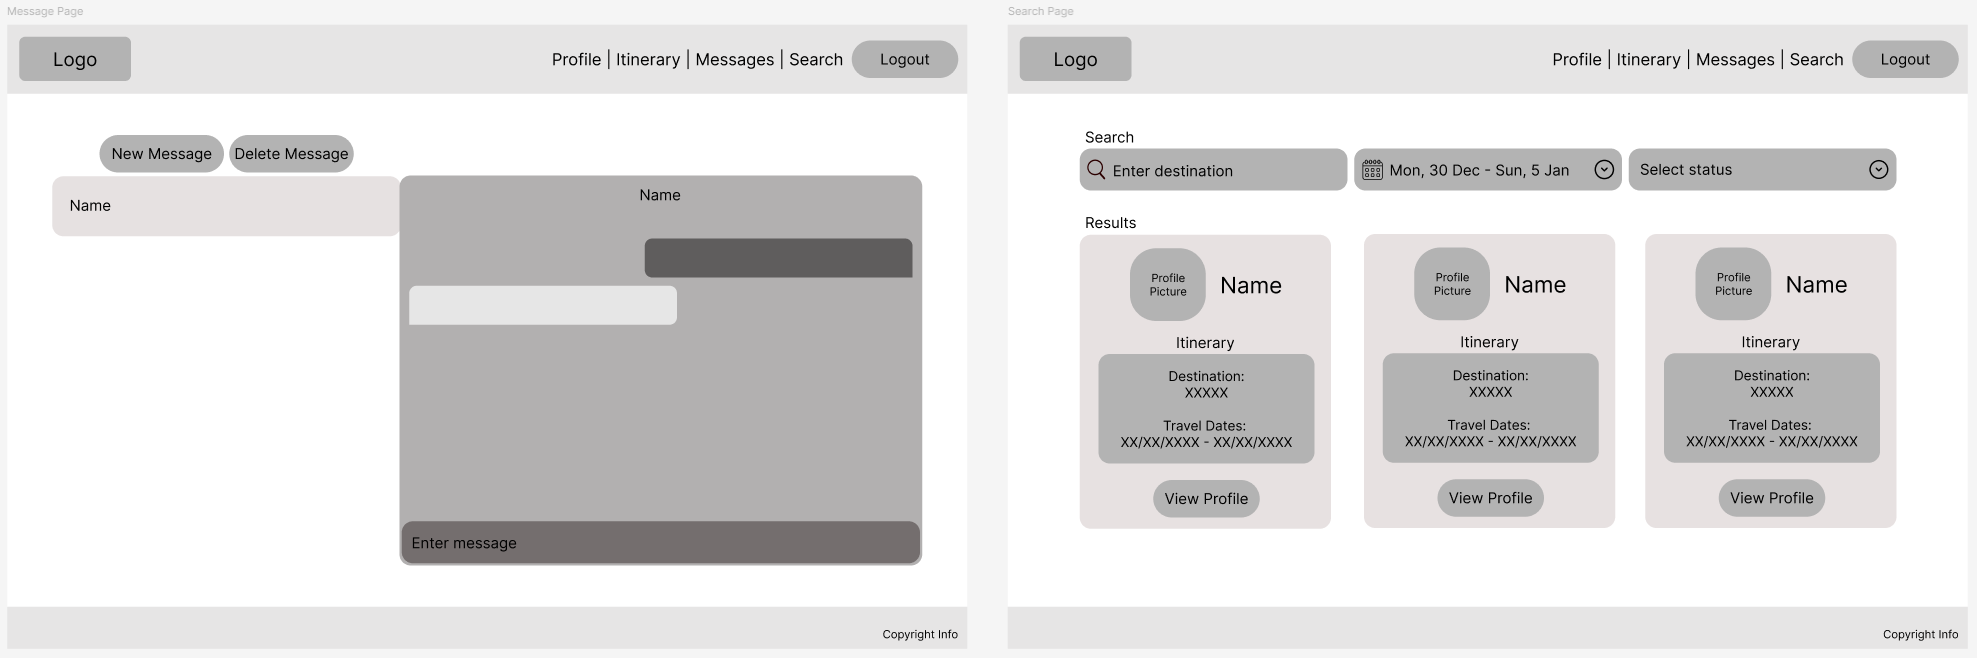 Message Page
Logo
Profile | Itinerary | Messages | Search
Logout
New Message
Delete Message
Name
Name
Enter message
Copyright Info
Search Page
Logo
Profile | Itinerary | Messages | Search
Logout
Search
Enter destination
Mon, 30 Dec - Sun, 5 Jan
Select status
Results
Profile
Picture
Name
Itinerary
Destination:
XXXXX
Travel Dates:
XX/XX/XXXX - XX/XX/XXXX
View Profile
Profile
Picture
Name
Itinerary
Destination:
XXXXX
Travel Dates:
XX/XX/XXXX - XX/XX/XXXX
View Profile
Profile
Picture
Name
Itinerary
Destination:
XXXXX
Travel Dates:
XX/XX/XXXX - XX/XX/XXXX
View Profile
Copyright Info